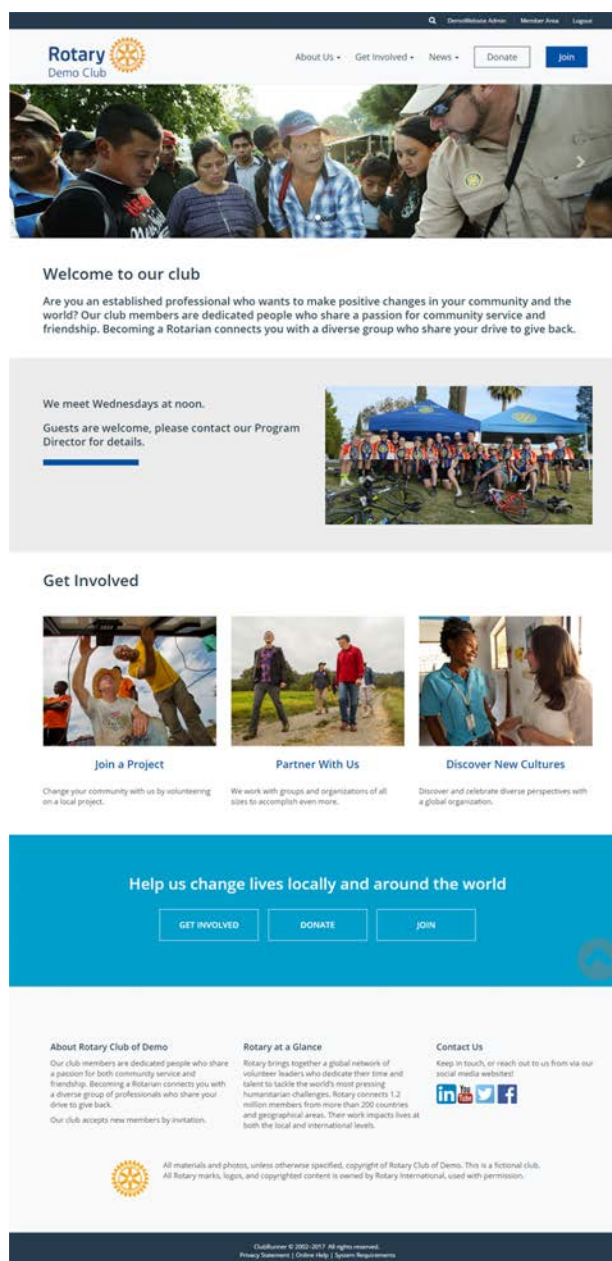 DemoWebsite Admin Member Area Logout
Rotary
Demo Club
About Us Get Involved News Donate Join
Welcome to our club
Are you an established professional who wants to make positive changes in your community and the
world? Our club members are dedicated people who share a passion for community service and
friendship. Becoming a Rotarian connects you with a diverse group who share your drive to give back.
We meet Wednesdays at noon.
Guests are welcome, please contact our Program
Director for details.
Get Involved
Join a Project
Change your community with us by volunteering
on a local project.
Partner With Us
We work with groups and organizations of all
sizes to accomplish even more.
Discover New Cultures
Discover and celebrate diverse perspectives with
a global organization.
Help us change lives locally and around the world
GET INVOLVED DONATE JOIN
About Rotary Club of Demo
Our club members are dedicated people who share
a passion for both community service and
friendship. Becoming a Rotarian connects you with
a diverse group of professionals who share your
drive to give back.
Our club accepts new members by invitation.
Rotary at a Glance
Rotary brings together a global network of
volunteer leaders who dedicate their time and
talent to tackle the world's most pressing
humanitarian challenges. Rotary connects 1.2
million members from more than 200 countries
and geographical areas. Their work impacts lives at
both the local and international levels.
Contact Us
Keep in touch, or reach out to us from via our
social media websites!
in You Tube f
All materials and photos, unless otherwise specified, copyright of Rotary Club of Demo. This is a fictional club.
All Rotary marks, logos, and copyrighted content is owned by Rotary International, used with permission.
ClubRunner © 2002–2017 All rights reserved.
Privacy Statement | Online Help | System Requirements